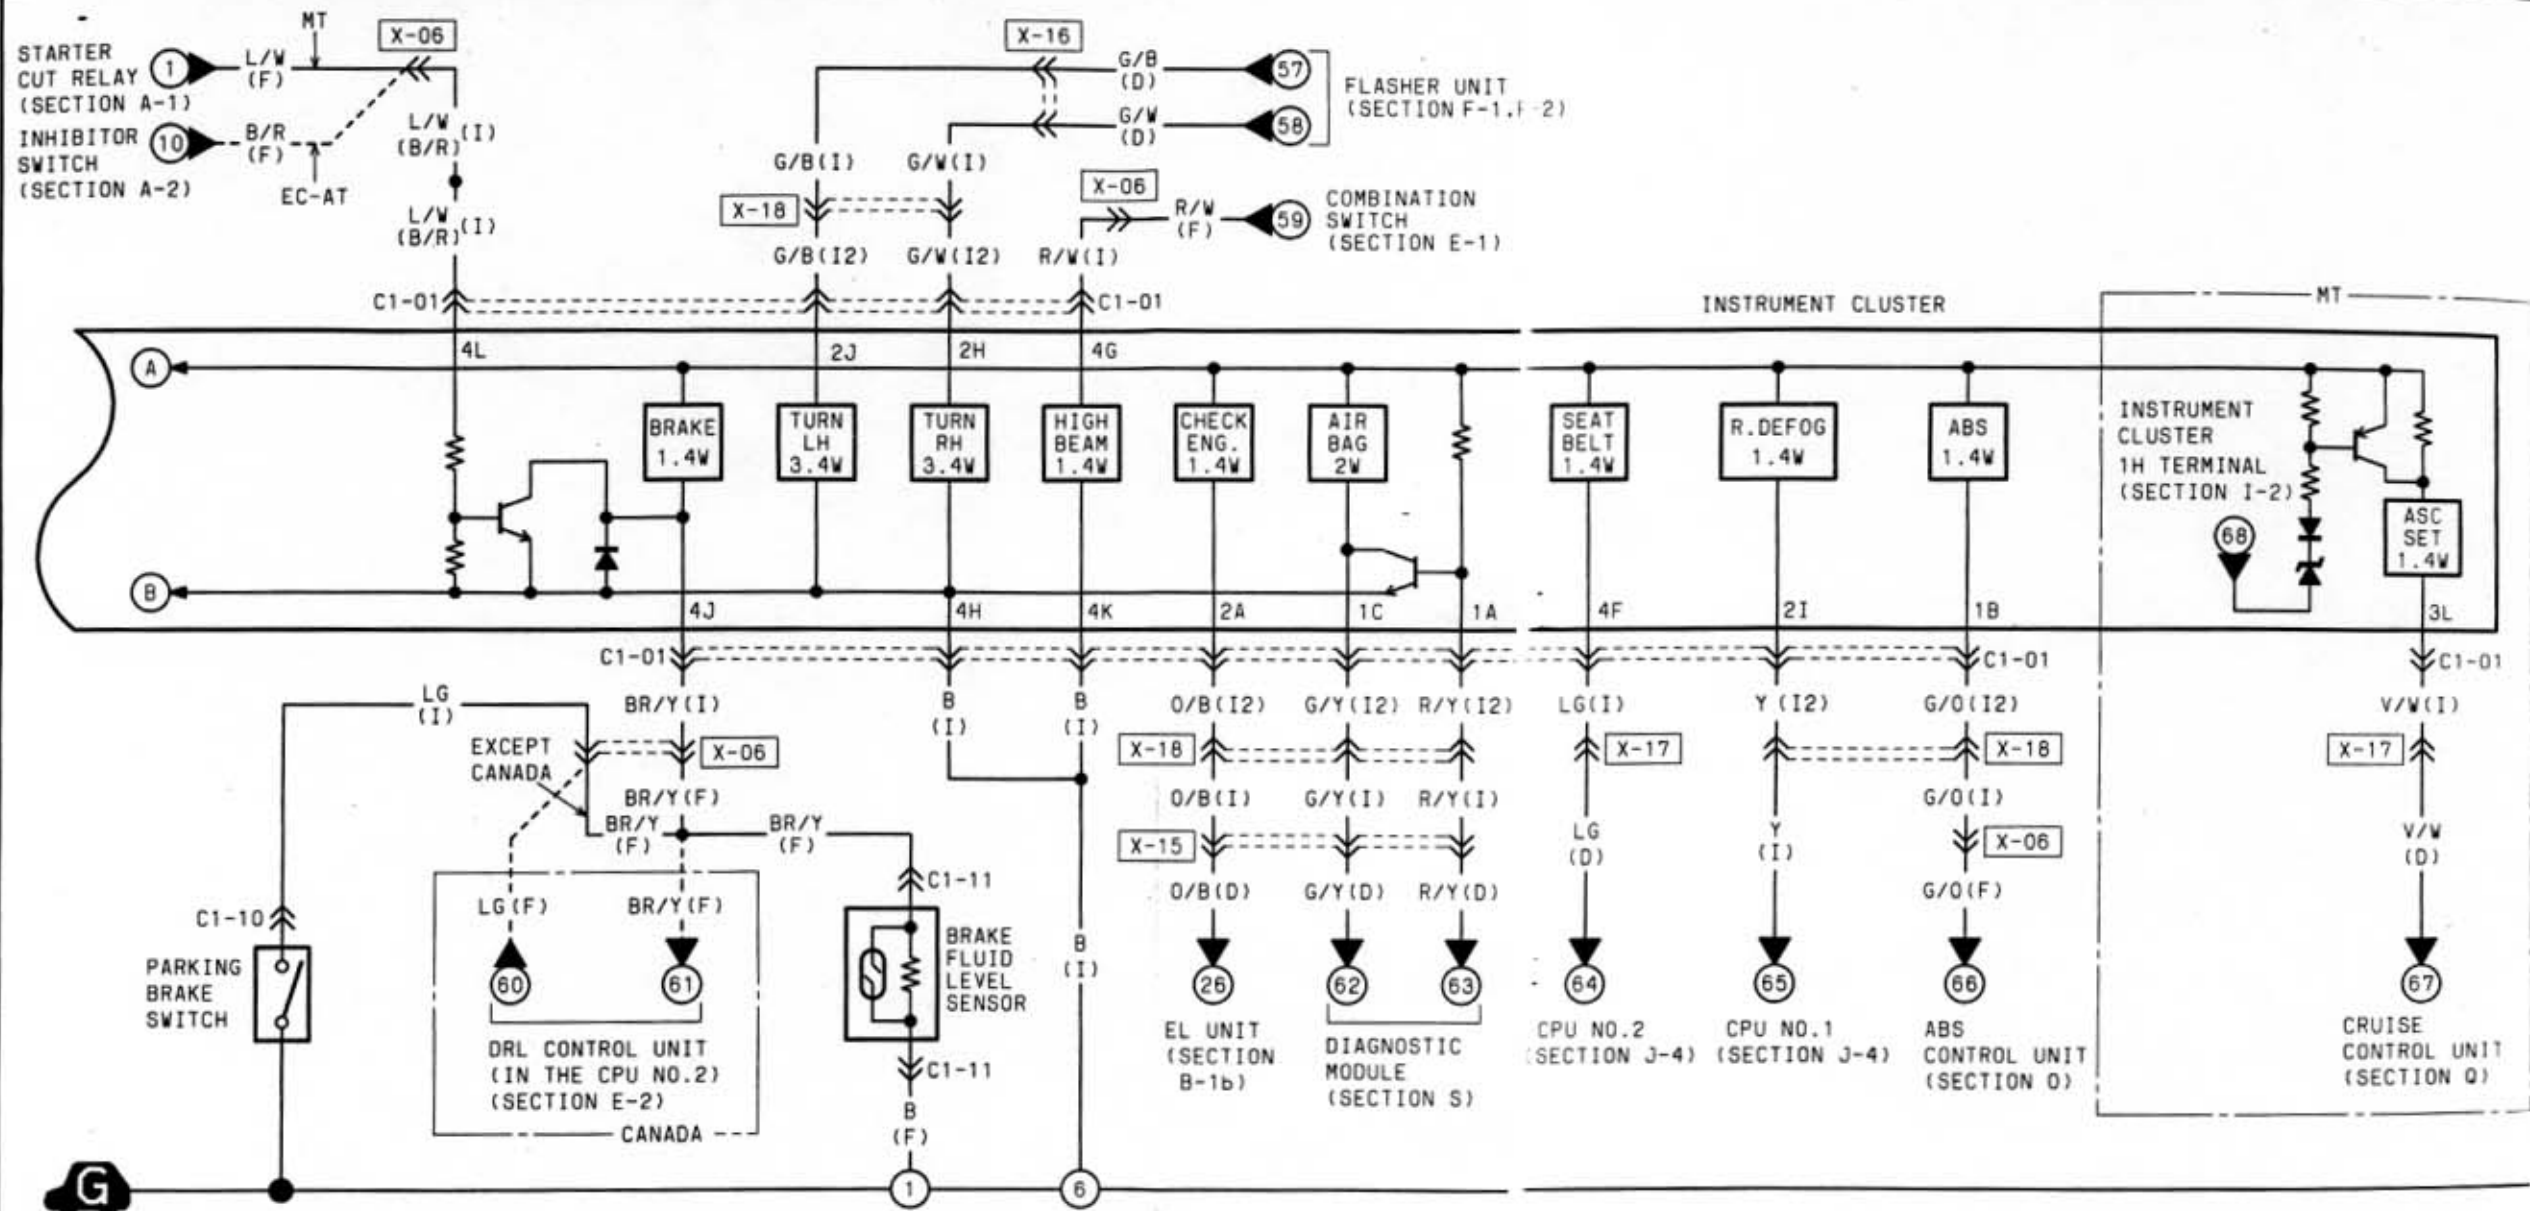 MT
X-06
X-16
STARTER
CUT RELAY
(SECTION A-1)
1
L/W
(F)
G/B
(D)
57
FLASHER UNIT
(SECTION F-1,F-2)
INHIBITOR
SWITCH
(SECTION A-2)
10
B/R
(F)
EC-AT
L/W
(B/R)
(I)
G/W
(D)
58
G/B(I)
G/W(I)
X-18
X-06
R/W
(F)
59
COMBINATION
SWITCH
(SECTION E-1)
L/W
(B/R)
(I)
G/B(I2)
G/W(I2)
R/W(I)
C1-01
C1-01
INSTRUMENT CLUSTER
MT
4L
2J
2H
4G
A
BRAKE
1.4W
TURN
LH
3.4W
TURN
RH
3.4W
HIGH
BEAM
1.4W
CHECK
ENG.
1.4W
AIR
BAG
2W
SEAT
BELT
1.4W
R.DEFOG
1.4W
ABS
1.4W
INSTRUMENT
CLUSTER
1H TERMINAL
(SECTION I-2)
68
ASC
SET
1.4W
B
4J
4H
4K
2A
1C
1A
4F
2I
1B
3L
C1-01
C1-01
C1-01
LG
(I)
BR/Y(I)
B
(I)
B
(I)
O/B(I2)
G/Y(I2)
R/Y(I2)
LG(I)
Y(I2)
G/O(I2)
V/W(I)
EXCEPT
CANADA
X-06
X-18
X-17
X-18
X-17
BR/Y(F)
O/B(I)
G/Y(I)
R/Y(I)
G/O(I)
BR/Y
(F)
BR/Y
(F)
X-15
LG
(D)
Y
(I)
X-06
V/W
(D)
C1-11
O/B(D)
G/Y(D)
R/Y(D)
G/O(F)
C1-10
LG(F)
BR/Y(F)
PARKING
BRAKE
SWITCH
60
61
BRAKE
FLUID
LEVEL
SENSOR
B
(I)
26
62
63
64
65
66
67
DRL CONTROL UNIT
(IN THE CPU NO.2)
(SECTION E-2)
CANADA
C1-11
B
(F)
EL UNIT
(SECTION
B-1b)
DIAGNOSTIC
MODULE
(SECTION S)
CPU NO.2
(SECTION J-4)
CPU NO.1
(SECTION J-4)
ABS
CONTROL UNIT
(SECTION O)
CRUISE
CONTROL UNIT
(SECTION Q)
G
1
6